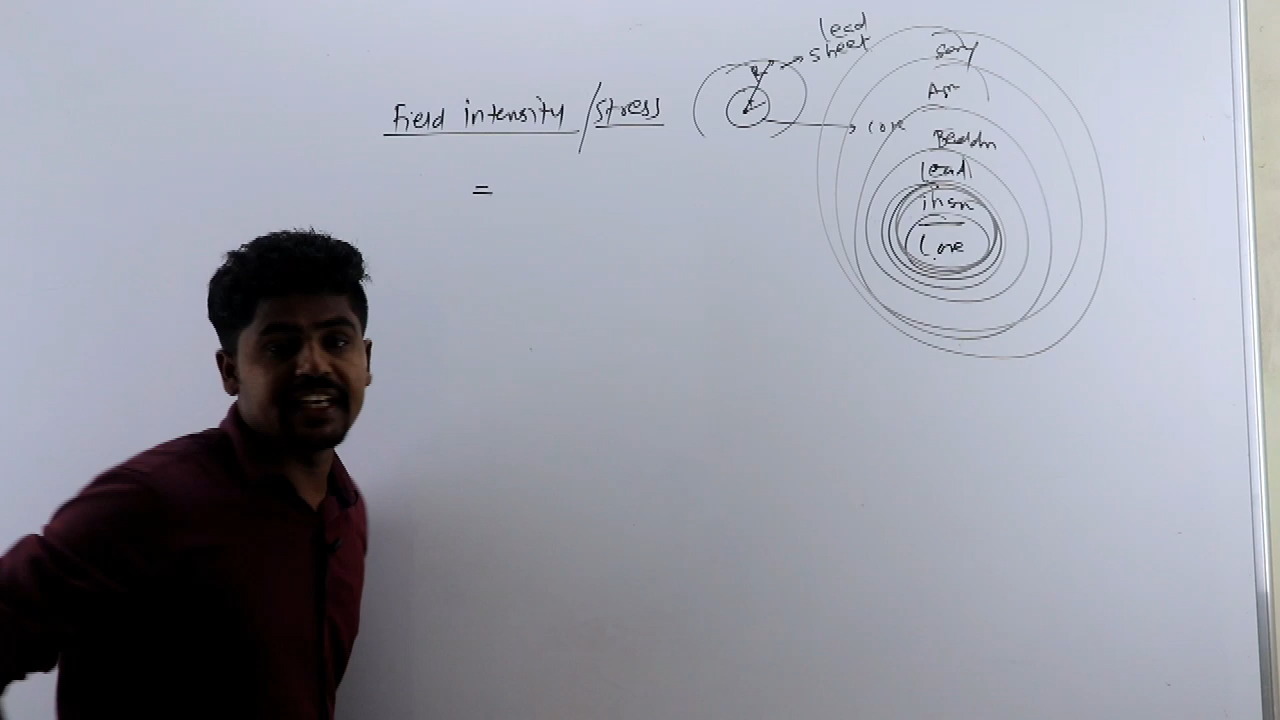 Field intensity / stress
=
R
r
lead
sheet
core
Serv
Arm
Beddn
lead
insn
Core